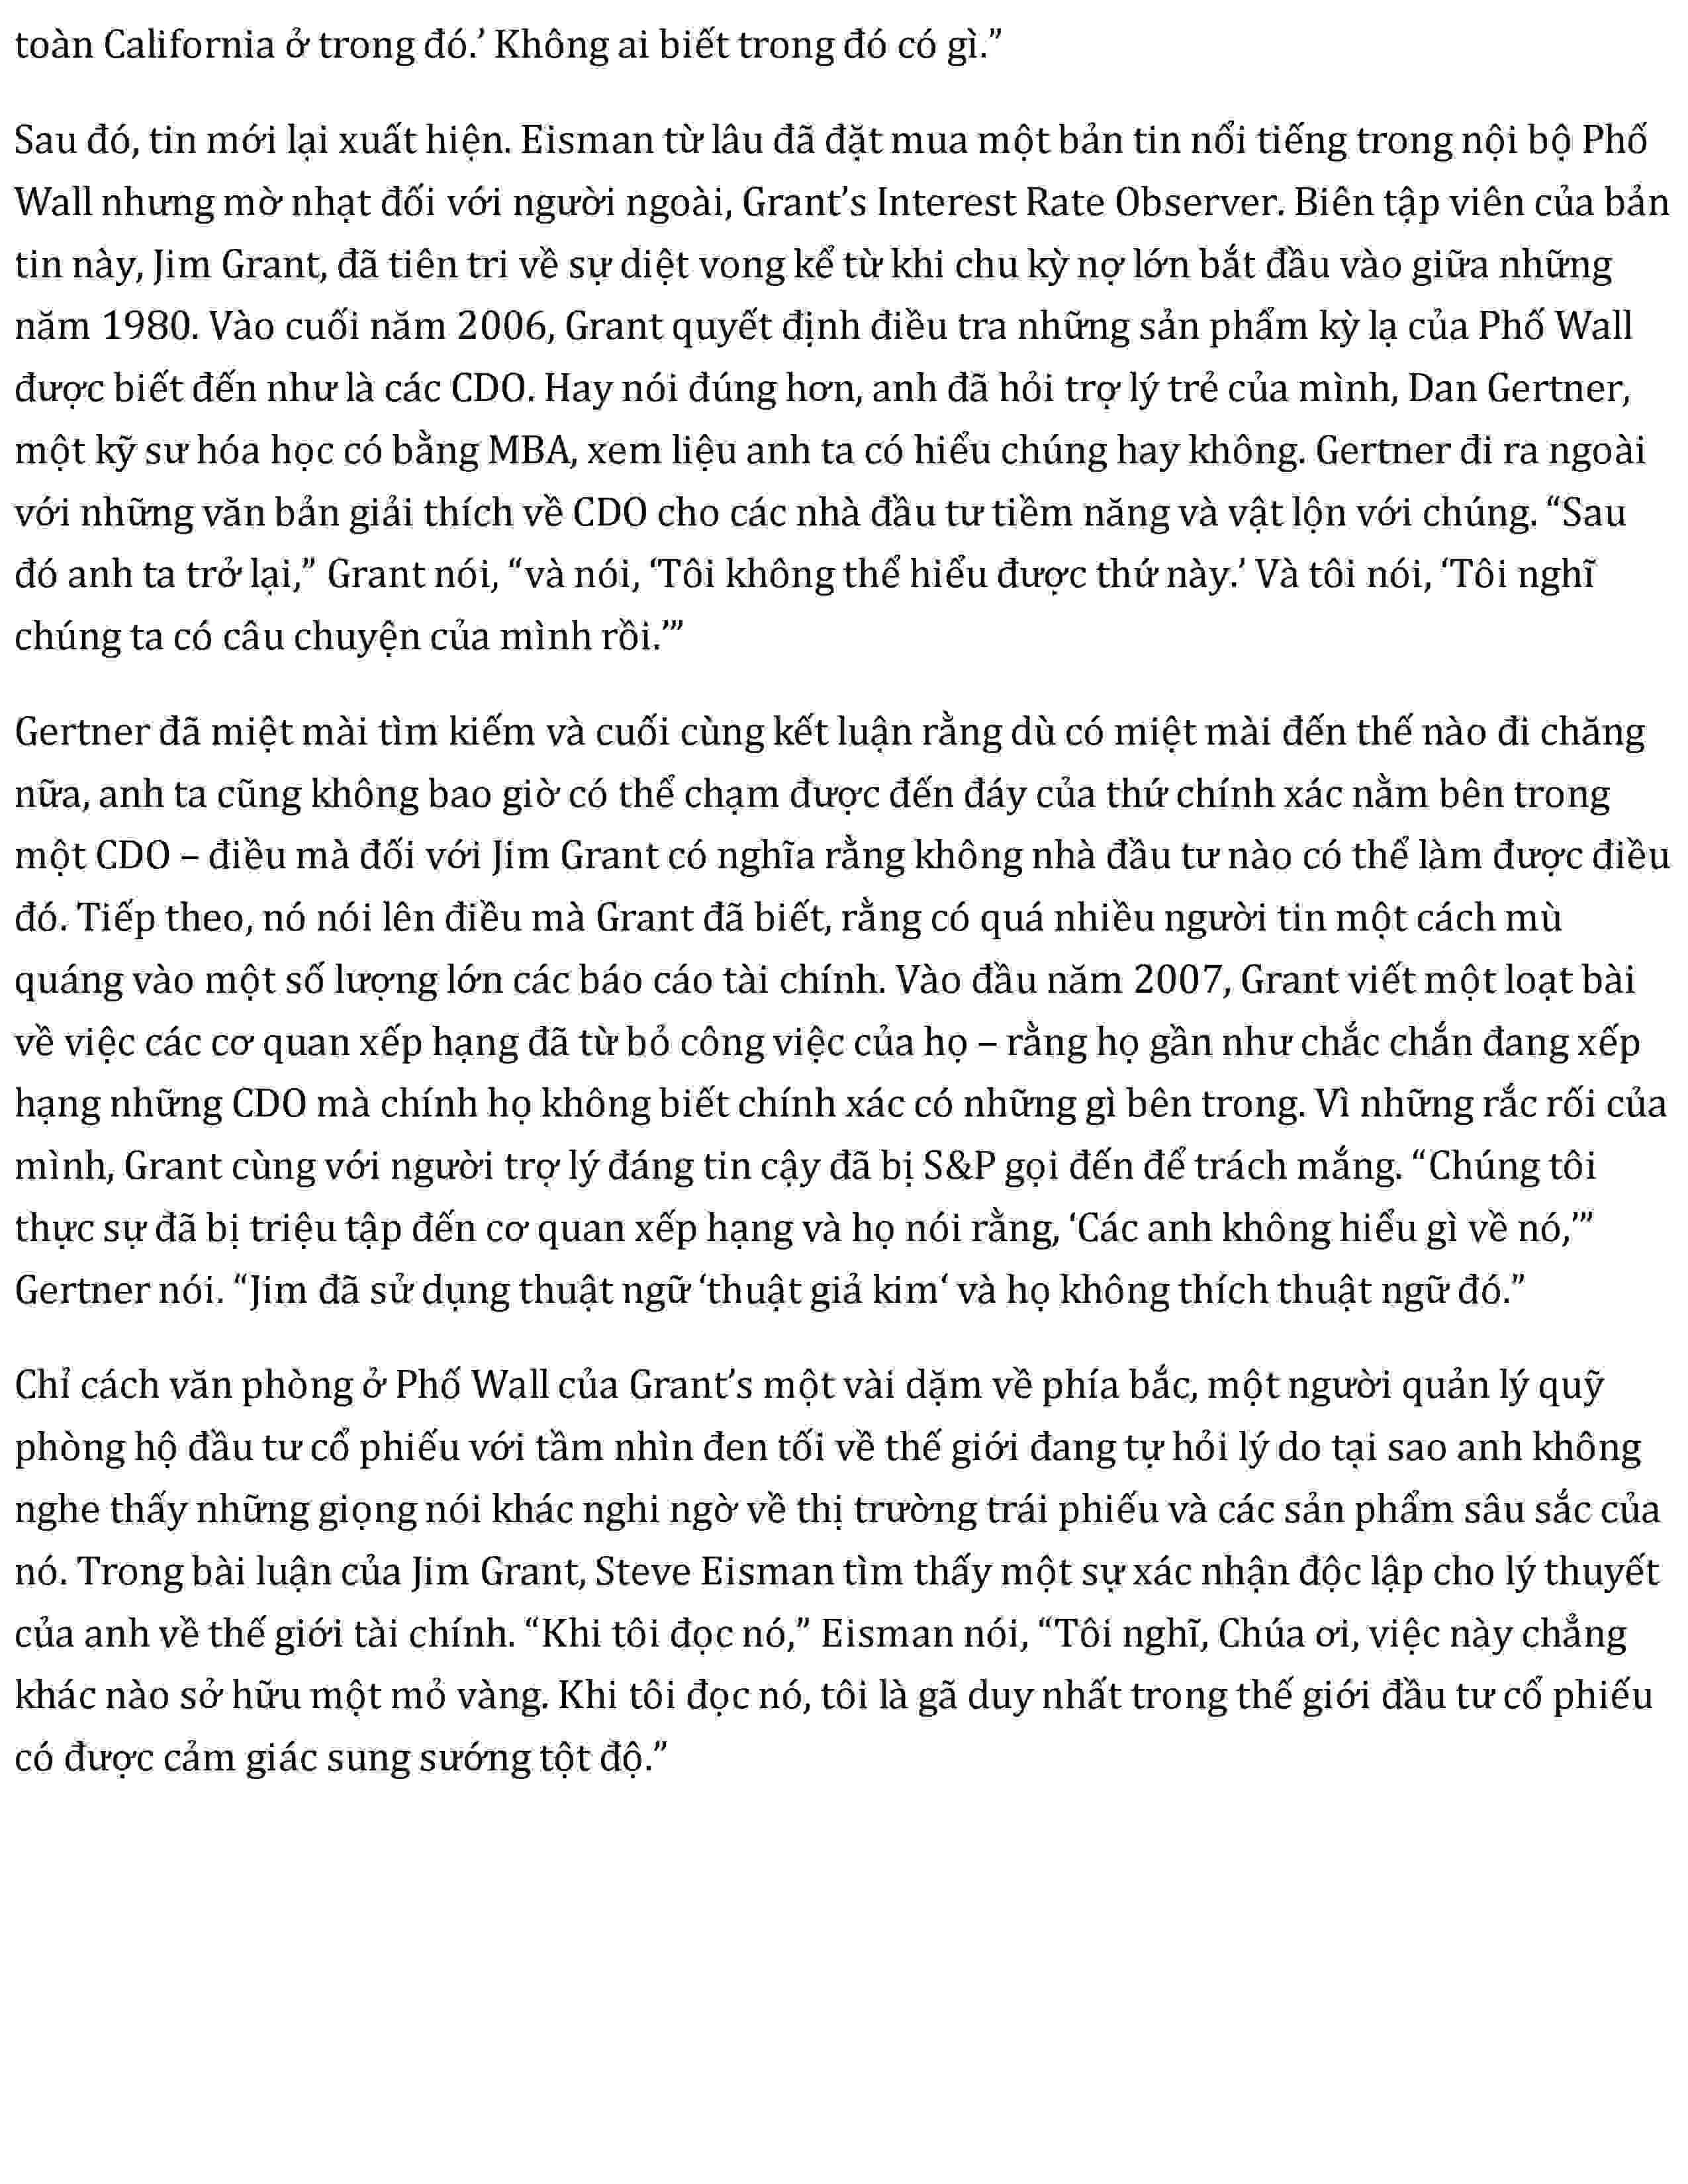 toàn California ở trong đó.’ Không ai biết trong đó có gì.”
Sau đó, tin mới lại xuất hiện. Eisman từ lâu đã đặt mua một bản tin nổi tiếng trong nội bộ Phố
Wall nhưng mờ nhạt đối với người ngoài, Grant’s Interest Rate Observer. Biên tập viên của bản
tin này, Jim Grant, đã tiên tri về sự diệt vong kể từ khi chu kỳ nợ lớn bắt đầu vào giữa những
năm 1980. Vào cuối năm 2006, Grant quyết định điều tra những sản phẩm kỳ lạ của Phố Wall
được biết đến như là các CDO. Hay nói đúng hơn, anh đã hỏi trợ lý trẻ của mình, Dan Gertner,
một kỹ sư hóa học có bằng MBA, xem liệu anh ta có hiểu chúng hay không. Gertner đi ra ngoài
với những văn bản giải thích về CDO cho các nhà đầu tư tiềm năng và vật lộn với chúng. “Sau
đó anh ta trở lại,” Grant nói, “và nói, ‘Tôi không thể hiểu được thứ này.’ Và tôi nói, ‘Tôi nghĩ
chúng ta có câu chuyện của mình rồi.’”
Gertner đã miệt mài tìm kiếm và cuối cùng kết luận rằng dù có miệt mài đến thế nào đi chăng
nữa, anh ta cũng không bao giờ có thể chạm được đến đáy của thứ chính xác nằm bên trong
một CDO – điều mà đối với Jim Grant có nghĩa rằng không nhà đầu tư nào có thể làm được điều
đó. Tiếp theo, nó nói lên điều mà Grant đã biết, rằng có quá nhiều người tin một cách mù
quáng vào một số lượng lớn các báo cáo tài chính. Vào đầu năm 2007, Grant viết một loạt bài
về việc các cơ quan xếp hạng đã từ bỏ công việc của họ – rằng họ gần như chắc chắn đang xếp
hạng những CDO mà chính họ không biết chính xác có những gì bên trong. Vì những rắc rối của
mình, Grant cùng với người trợ lý đáng tin cậy đã bị S&P gọi đến để trách mắng. “Chúng tôi
thực sự đã bị triệu tập đến cơ quan xếp hạng và họ nói rằng, ‘Các anh không hiểu gì về nó,’”
Gertner nói. “Jim đã sử dụng thuật ngữ ‘thuật giả kim‘ và họ không thích thuật ngữ đó.”
Chỉ cách văn phòng ở Phố Wall của Grant’s một vài dặm về phía bắc, một người quản lý quỹ
phòng hộ đầu tư cổ phiếu với tầm nhìn đen tối về thế giới đang tự hỏi lý do tại sao anh không
nghe thấy những giọng nói khác nghi ngờ về thị trường trái phiếu và các sản phẩm sâu sắc của
nó. Trong bài luận của Jim Grant, Steve Eisman tìm thấy một sự xác nhận độc lập cho lý thuyết
của anh về thế giới tài chính. “Khi tôi đọc nó,” Eisman nói, “Tôi nghĩ, Chúa ơi, việc này chẳng
khác nào sở hữu một mỏ vàng. Khi tôi đọc nó, tôi là gã duy nhất trong thế giới đầu tư cổ phiếu
có được cảm giác sung sướng tột độ.”